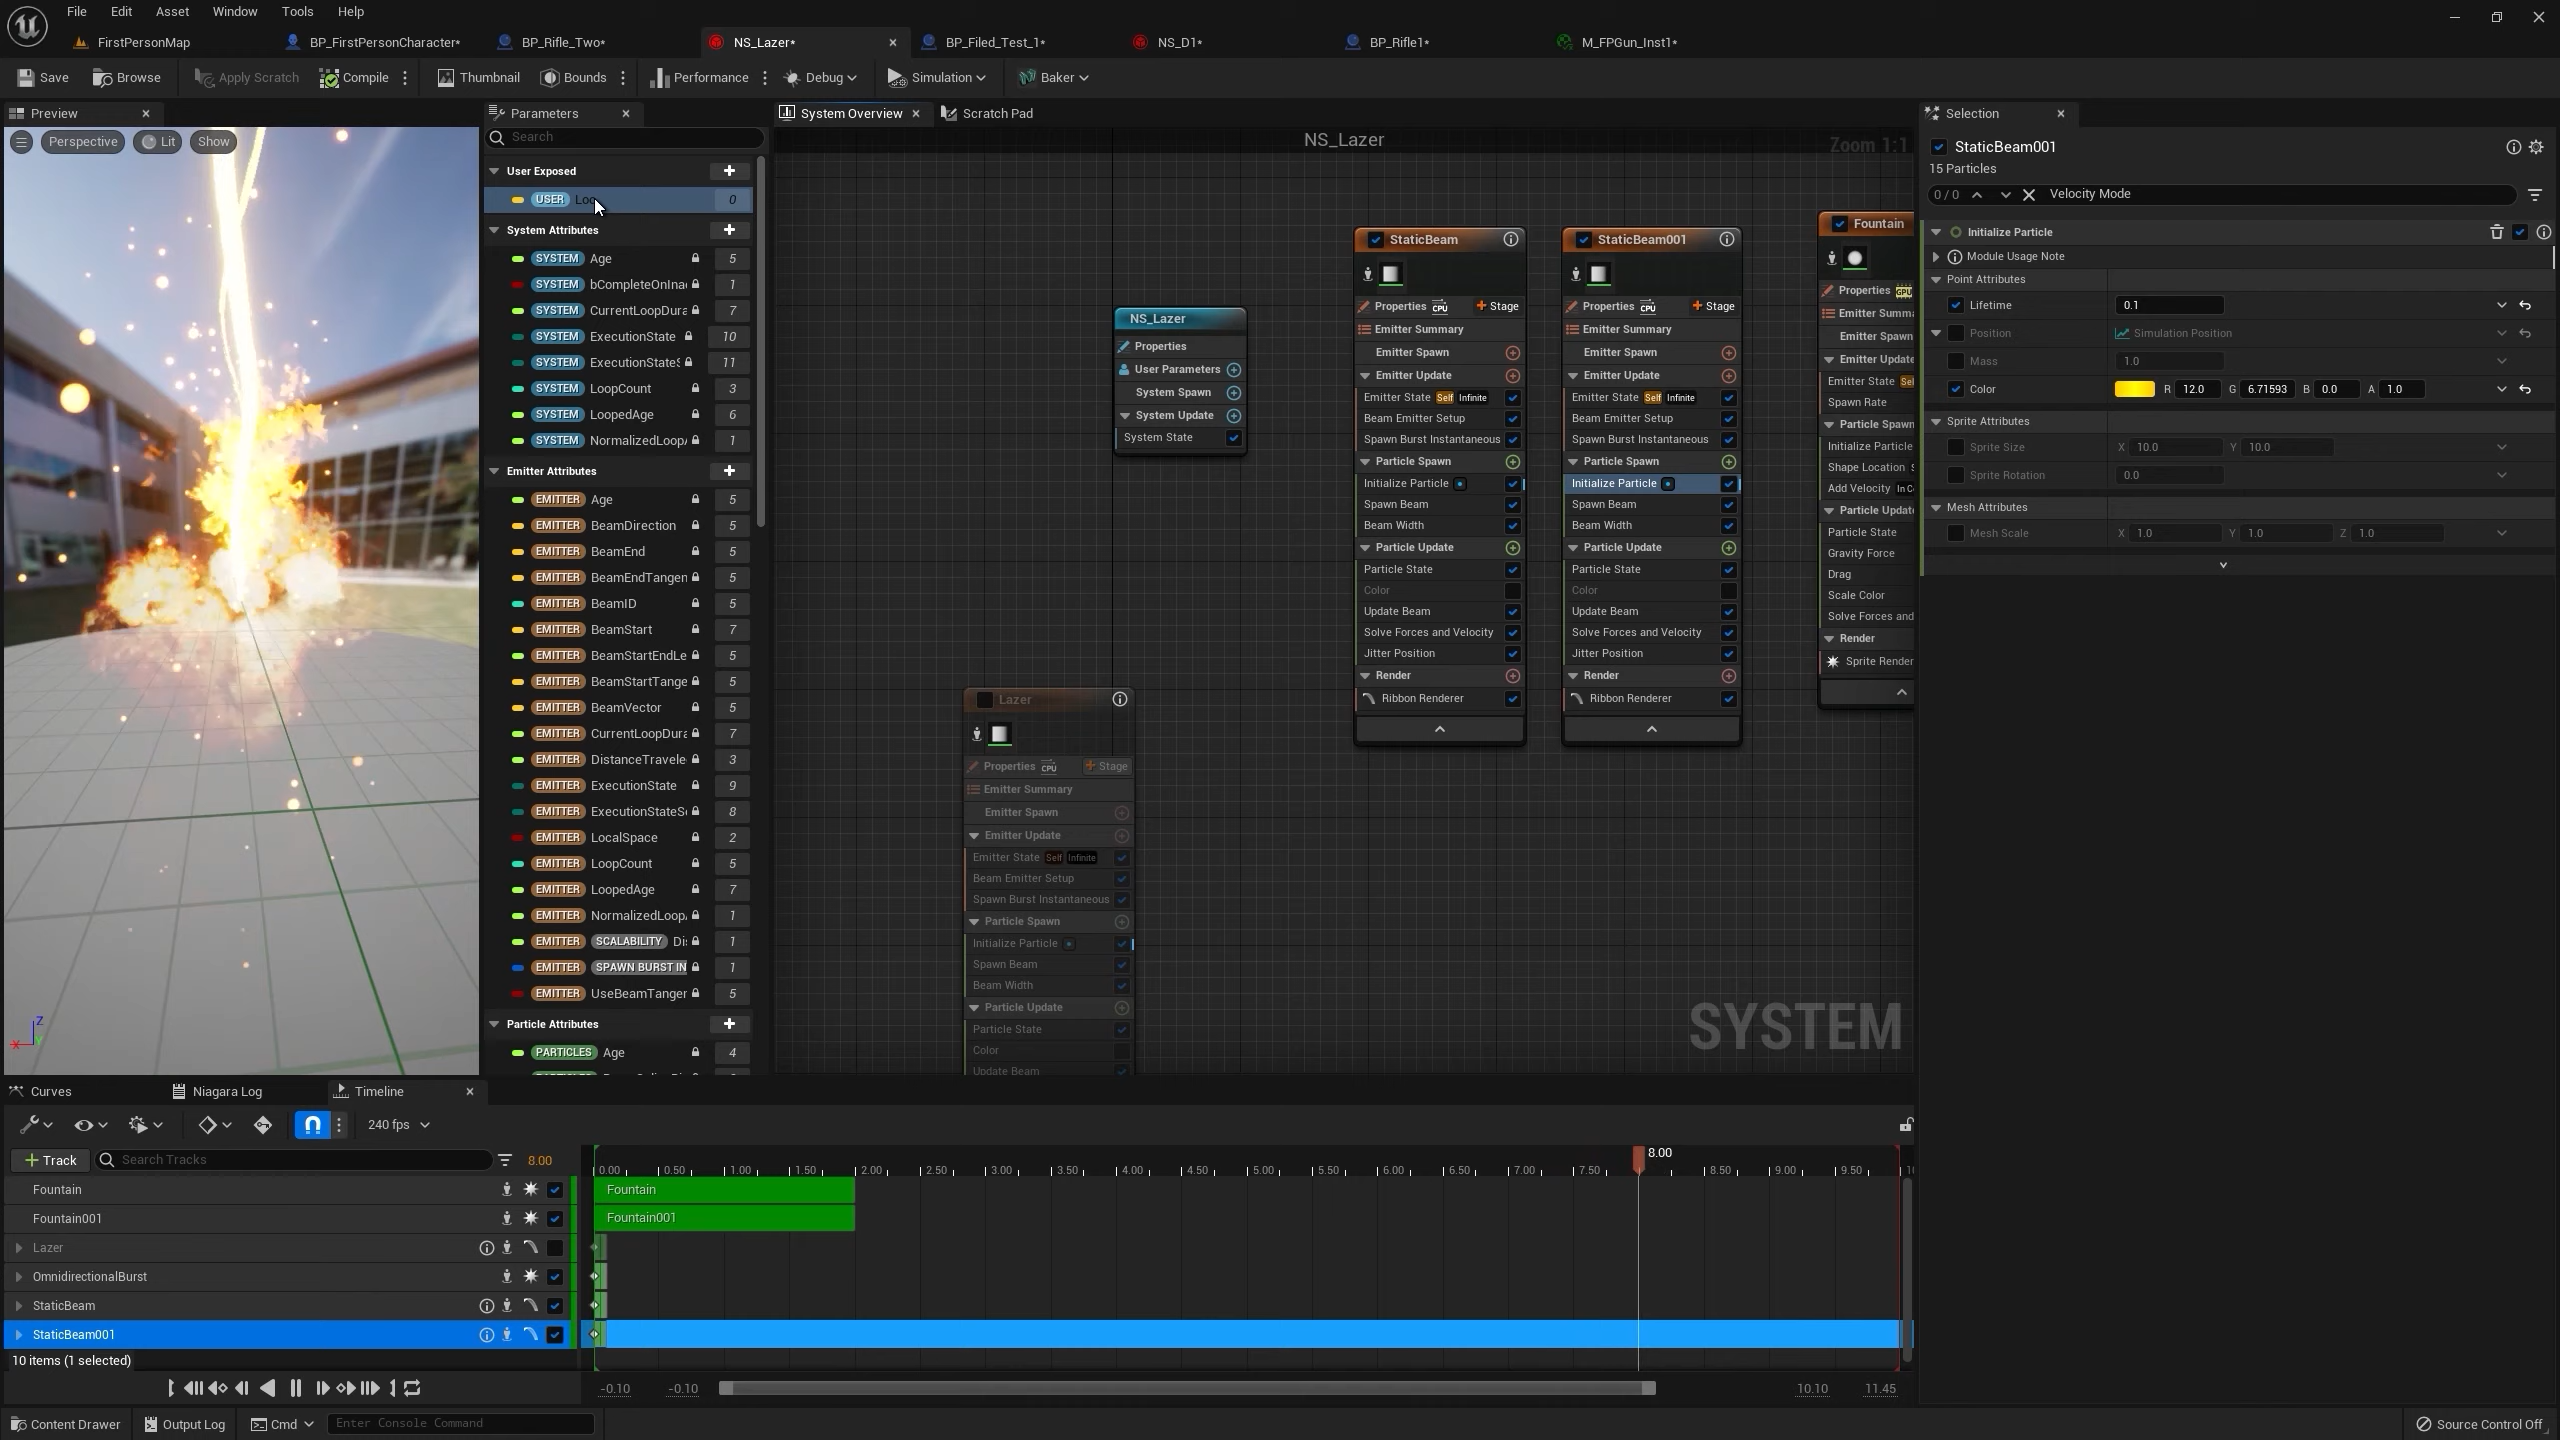 File Edit Asset Window Tools Help
FirstPersonMap BP_FirstPersonCharacter* BP_Rifle_Two* NS_Lazer* BP_Filed_Test_1* NS_D1* BP_Rifle1* M_FPGun_Inst1*
Save Browse Apply Scratch Compile Thumbnail Bounds Performance Debug Simulation Baker
Preview
Perspective Lit Show
Z
X
Parameters
Search
User Exposed
USER 0
System Attributes
SYSTEM Age 5
SYSTEM bCompleteOnIna 1
SYSTEM CurrentLoopDura 7
SYSTEM ExecutionState 10
SYSTEM ExecutionStateS 11
SYSTEM LoopCount 3
SYSTEM LoopedAge 6
SYSTEM NormalizedLoop 1
Emitter Attributes
EMITTER Age 5
EMITTER BeamDirection 5
EMITTER BeamEnd 5
EMITTER BeamEndTangen 5
EMITTER BeamID 5
EMITTER BeamStart 7
EMITTER BeamStartEndLe 5
EMITTER BeamStartTange 5
EMITTER BeamVector 5
EMITTER CurrentLoopDura 7
EMITTER DistanceTravele 3
EMITTER ExecutionState 9
EMITTER ExecutionStateS 8
EMITTER LocalSpace 2
EMITTER LoopCount 5
EMITTER LoopedAge 7
EMITTER NormalizedLoop 1
EMITTER SCALABILITY Di 1
EMITTER SPAWN BURST IN 1
EMITTER UseBeamTanger 5
Particle Attributes
PARTICLES Age 4
System Overview Scratch Pad
NS_Lazer
Zoom 1:1
NS_Lazer
Properties
User Parameters
System Spawn
System Update
System State
StaticBeam
Properties CPU Stage
Emitter Summary
Emitter Spawn
Emitter Update
Emitter State Self Infinite
Beam Emitter Setup
Spawn Burst Instantaneous
Particle Spawn
Initialize Particle
Spawn Beam
Beam Width
Particle Update
Particle State
Color
Update Beam
Solve Forces and Velocity
Jitter Position
Render
Ribbon Renderer
StaticBeam001
Properties CPU Stage
Emitter Summary
Emitter Spawn
Emitter Update
Emitter State Self Infinite
Beam Emitter Setup
Spawn Burst Instantaneous
Particle Spawn
Initialize Particle
Spawn Beam
Beam Width
Particle Update
Particle State
Color
Update Beam
Solve Forces and Velocity
Jitter Position
Render
Ribbon Renderer
Fountain
Properties GPU
Emitter Summa
Emitter Spawn
Emitter Update
Emitter State Sel
Spawn Rate
Particle Spawn
Initialize Particle
Shape Location S
Add Velocity In C
Particle Update
Particle State
Gravity Force
Drag
Scale Color
Solve Forces and
Render
Sprite Render
Lazer
Properties CPU Stage
Emitter Summary
Emitter Spawn
Emitter Update
Emitter State Self Infinite
Beam Emitter Setup
Spawn Burst Instantaneous
Particle Spawn
Initialize Particle
Spawn Beam
Beam Width
Particle Update
Particle State
Color
Update Beam
SYSTEM
Selection
StaticBeam001
15 Particles
0 / 0 Velocity Mode
Initialize Particle
Module Usage Note
Point Attributes
Lifetime 0.1
Position Simulation Position
Mass 1.0
Color R 12.0 G 6.71593 B 0.0 A 1.0
Sprite Attributes
Sprite Size X 10.0 Y 10.0
Sprite Rotation 0.0
Mesh Attributes
Mesh Scale X 1.0 Y 1.0 Z 1.0
Curves Niagara Log Timeline
240 fps
Track Search Tracks 8.00
8.00
0.00 0.50 1.00 1.50 2.00 2.50 3.00 3.50 4.00 4.50 5.00 5.50 6.00 6.50 7.00 7.50 8.50 9.00 9.50 10
Fountain Fountain
Fountain001 Fountain001
Lazer
OmnidirectionalBurst
StaticBeam
StaticBeam001
10 items (1 selected)
-0.10 -0.10 10.10 11.45
Content Drawer Output Log Cmd Enter Console Command Source Control Off